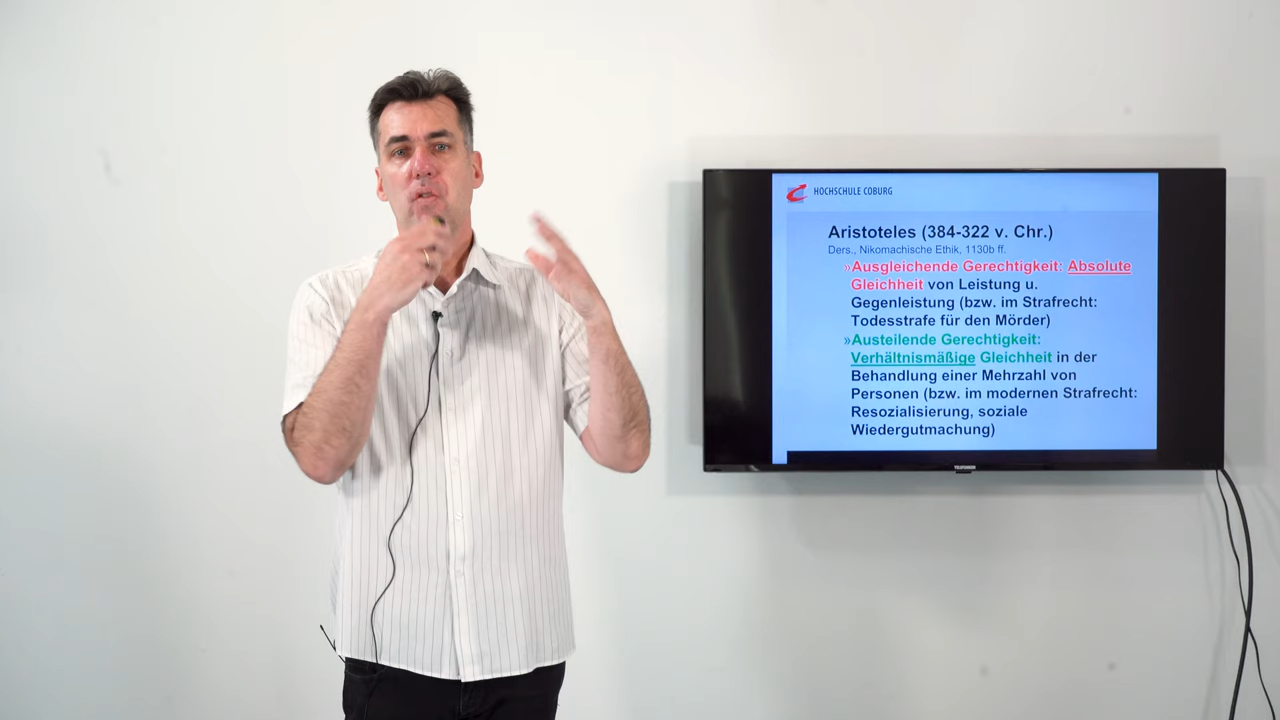 HOCHSCHULE COBURG
Aristoteles (384-322 v. Chr.)
Ders., Nikomachische Ethik, 1130b ff.
»Ausgleichende Gerechtigkeit: Absolute
Gleichheit von Leistung u.
Gegenleistung (bzw. im Strafrecht:
Todesstrafe für den Mörder)
»Austeilende Gerechtigkeit:
Verhältnismäßige Gleichheit in der
Behandlung einer Mehrzahl von
Personen (bzw. im modernen Strafrecht:
Resozialisierung, soziale
Wiedergutmachung)
TELEFUNKEN